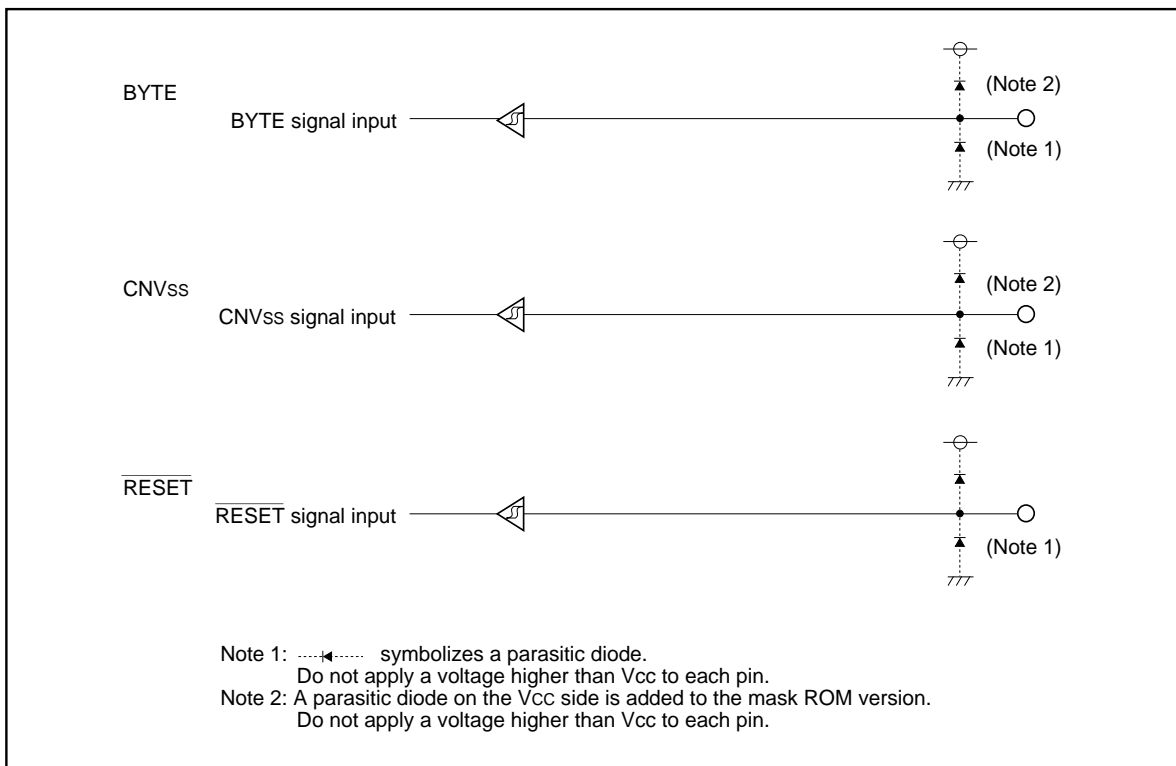 BYTE
BYTE signal input
(Note 2)
(Note 1)
CNVss
CNVss signal input
(Note 2)
(Note 1)
RESET
RESET signal input
(Note 1)
Note 1: symbolizes a parasitic diode.
Do not apply a voltage higher than Vcc to each pin.
Note 2: A parasitic diode on the VCC side is added to the mask ROM version.
Do not apply a voltage higher than Vcc to each pin.